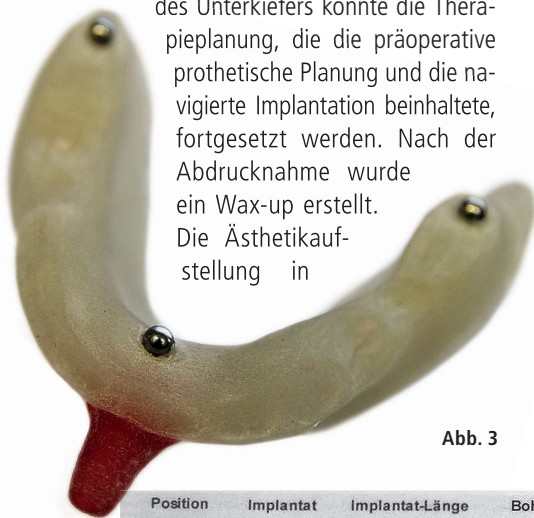 des Unterkiefers konnte die Thera-
pieplanung, die die präoperative
prothetische Planung und die na-
vigierte Implantation beinhaltete,
fortgesetzt werden. Nach der
Abdrucknahme wurde
ein Wax-up erstellt.
Die Ästhetikauf-
stellung in
Abb. 3
Position Implantat Implantat-Länge